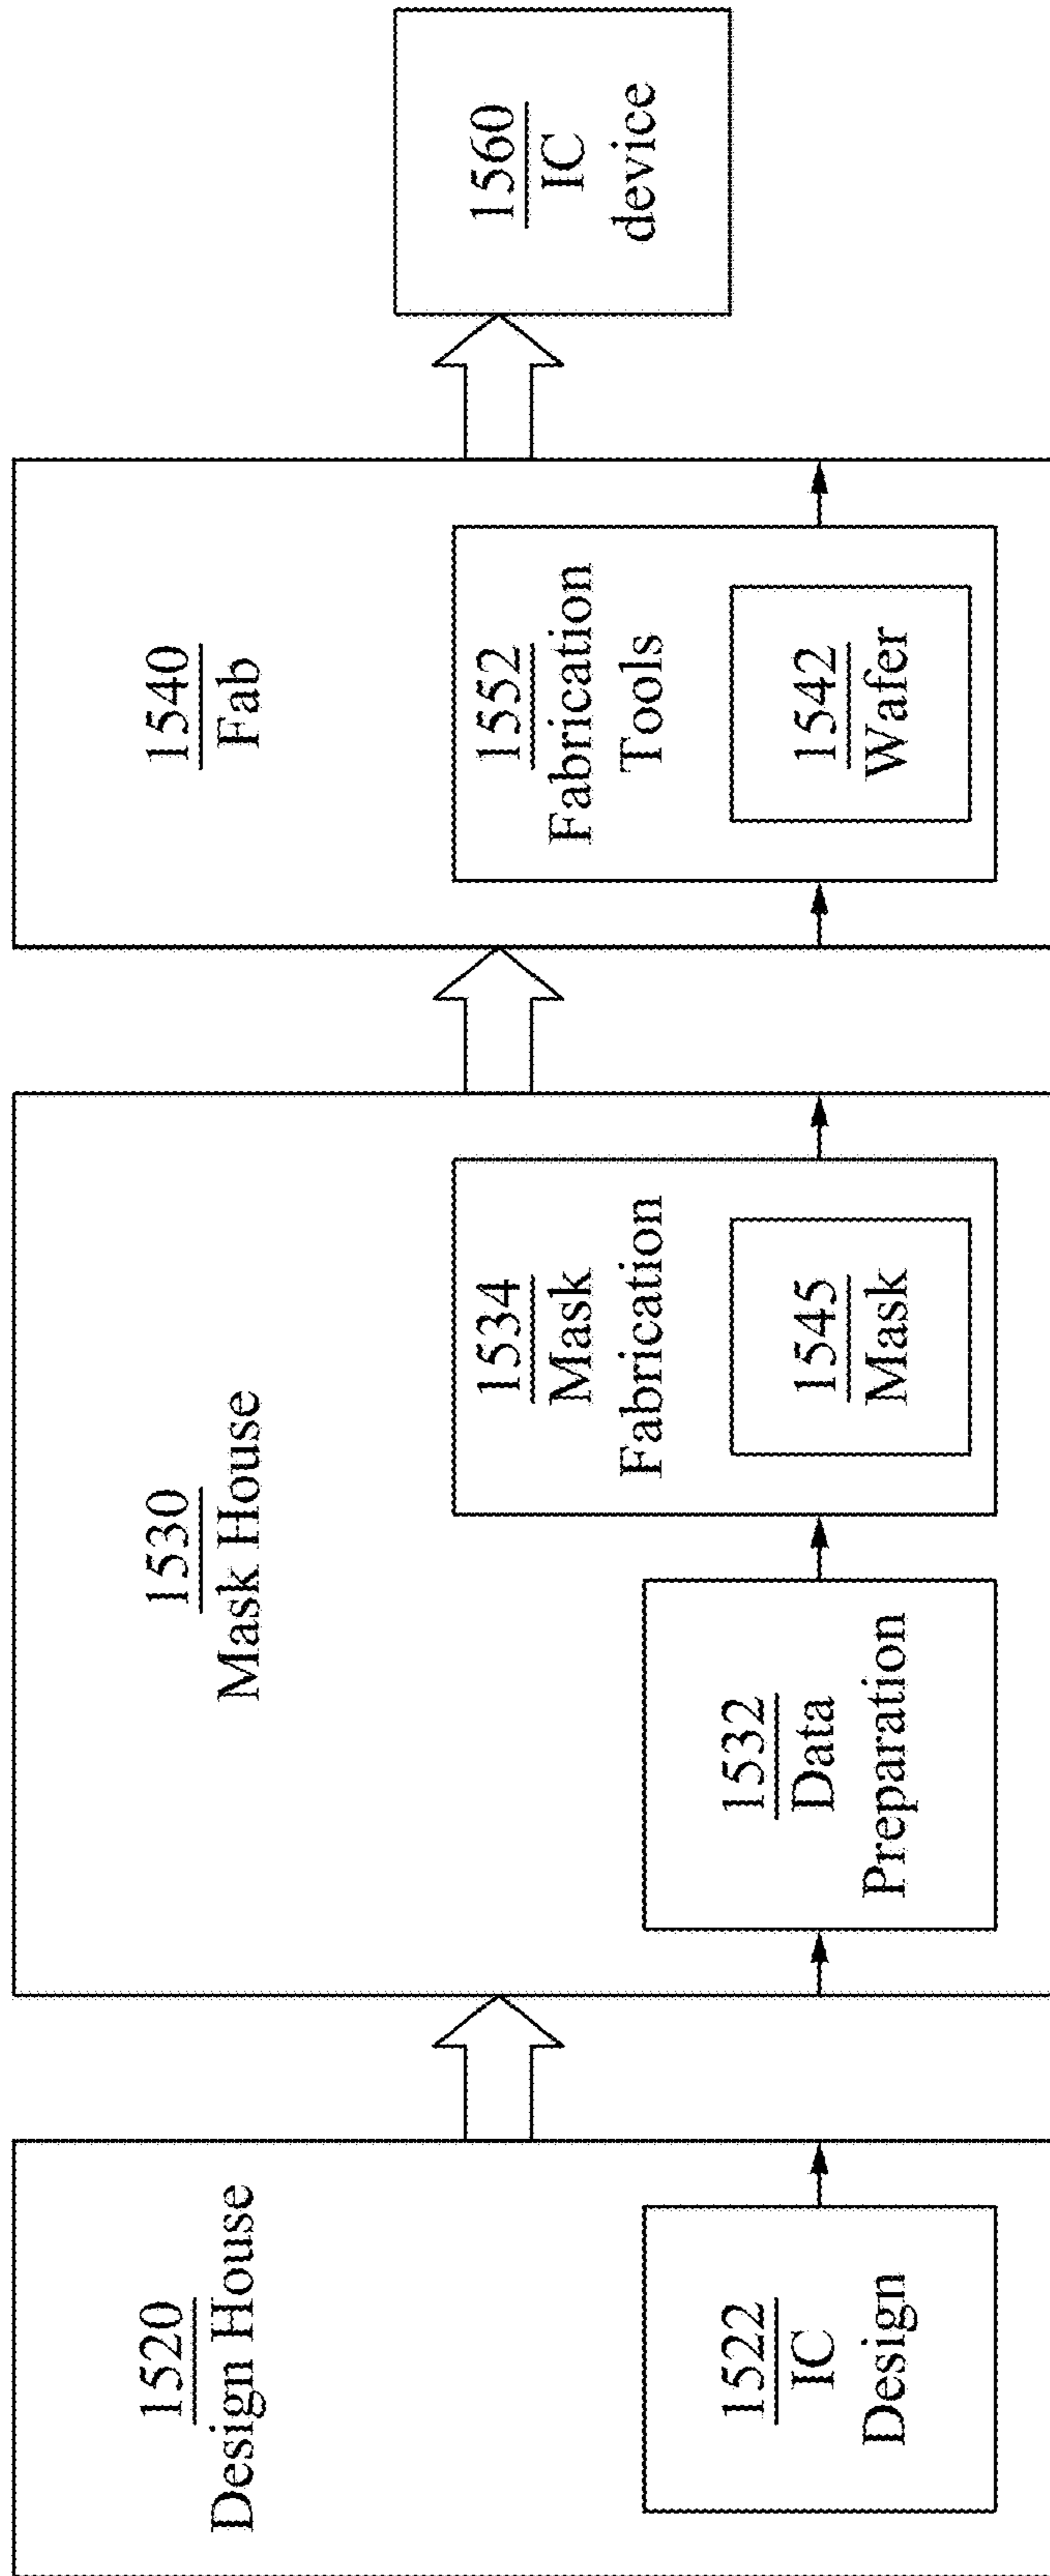 1520
Design House
1522
IC
Design
1530
Mask House
1532
Data
Preparation
1534
Mask
Fabrication
1545
Mask
1540
Fab
1552
Fabrication
Tools
1542
Wafer
1560
IC
device